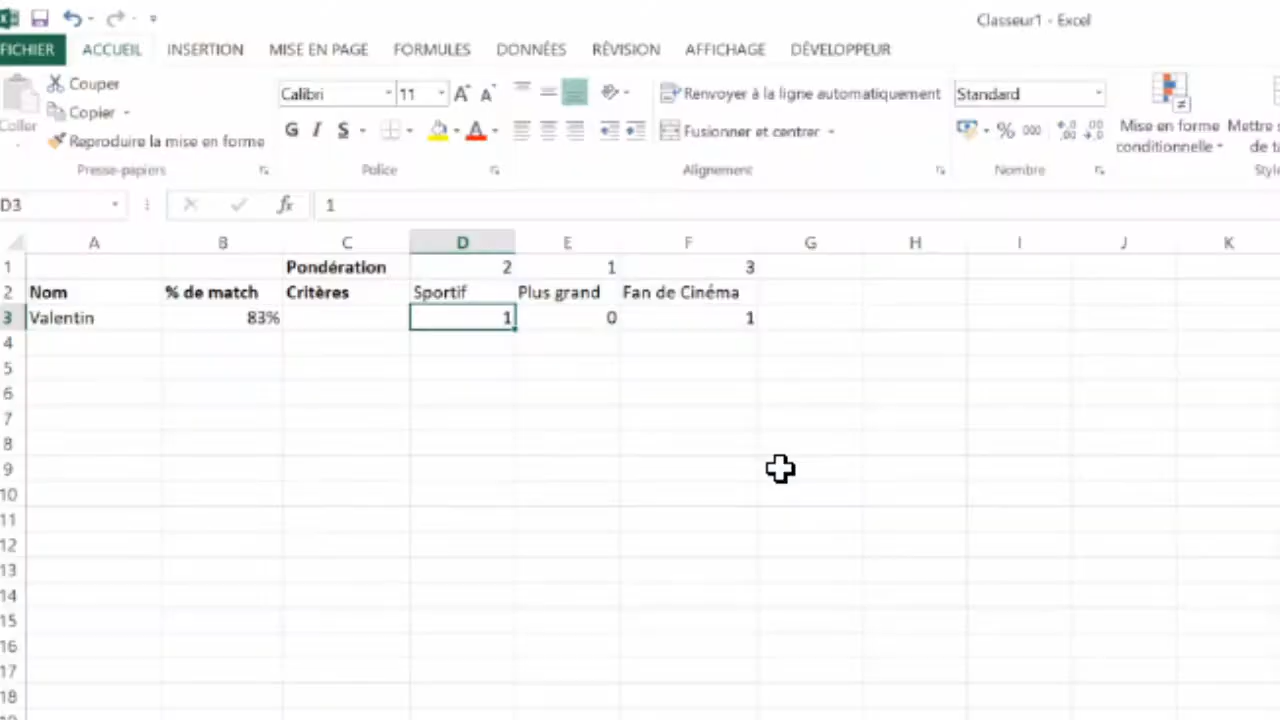 Classeur1 - Excel
FICHIER ACCUEIL INSERTION MISE EN PAGE FORMULES DONNÉES RÉVISION AFFICHAGE DÉVELOPPEUR
Couper
Copier
Coller
Reproduire la mise en forme
Presse-papiers
Calibri 11
G I S
Police
Renvoyer à la ligne automatiquement
Fusionner et centrer
Alignement
Standard
% 000
Nombre
Mise en forme
conditionnelle
Mettre
de
Style
D3 fx 1
A B C D E F G H I J K
1 Pondération 2 1 3
2 Nom % de match Critères Sportif Plus grand Fan de Cinéma
3 Valentin 83% 1 0 1
4
5
6
7
8
9
10
11
12
13
14
15
16
17
18